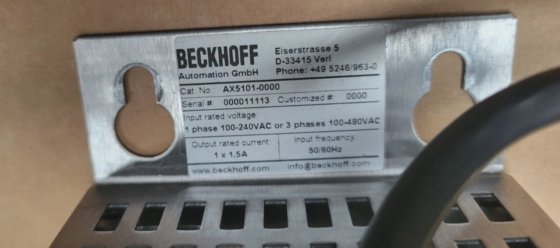 BECKHOFF
Automation GmbH
Eiserstrasse 5
D-33415 Verl
Phone: +49 5246/963-0
Cat. No. AX5101-0000
Serial # 000011113 Customized #: 0000
Input rated voltage:
1 phase 100-240VAC or 3 phases 100-480VAC
Output rated current
1 x 1,5A
Input frequency:
50/60Hz
www.beckhoff.com info@beckhoff.com